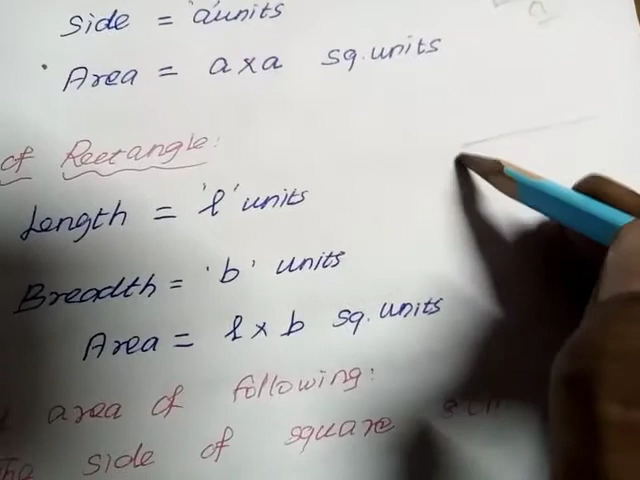 Side = 'a' units
Area = a x a sq. units
of Rectangle:
Length = 'l' units
Breadth = 'b' units
Area = l x b sq. units
area of following:
side of square